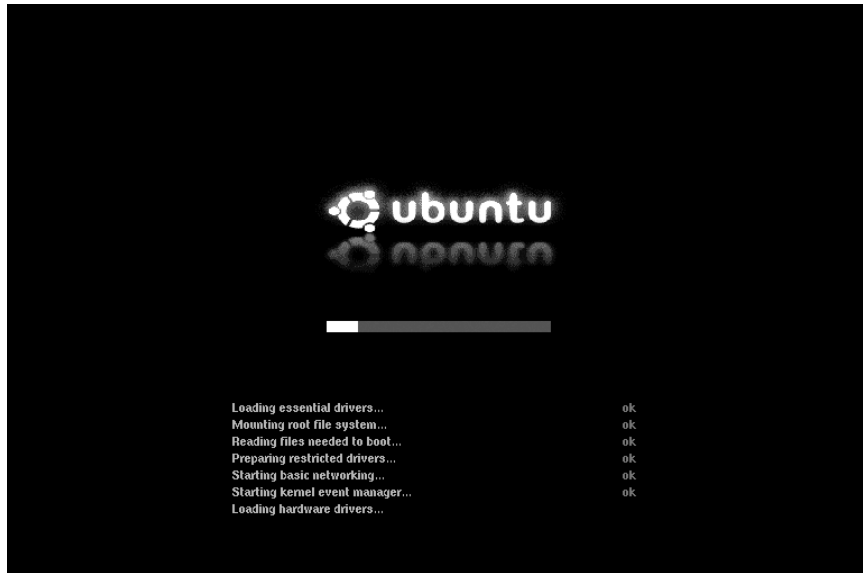 ubuntu
Loading essential drivers... ok
Mounting root file system... ok
Reading files needed to boot... ok
Preparing restricted drivers... ok
Starting basic networking... ok
Starting kernel event manager... ok
Loading hardware drivers...